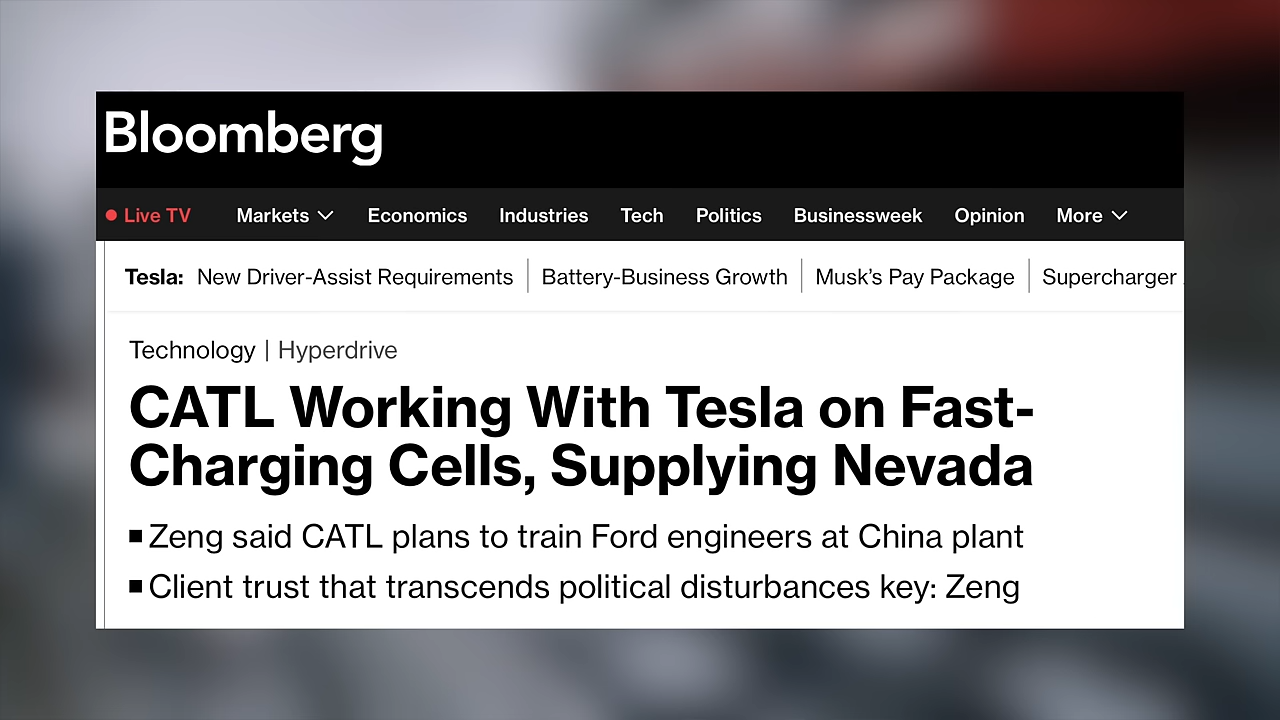 Bloomberg
Live TV Markets Economics Industries Tech Politics Businessweek Opinion More
Tesla: New Driver-Assist Requirements Battery-Business Growth Musk’s Pay Package Supercharger
Technology | Hyperdrive
CATL Working With Tesla on Fast-
Charging Cells, Supplying Nevada
Zeng said CATL plans to train Ford engineers at China plant
Client trust that transcends political disturbances key: Zeng